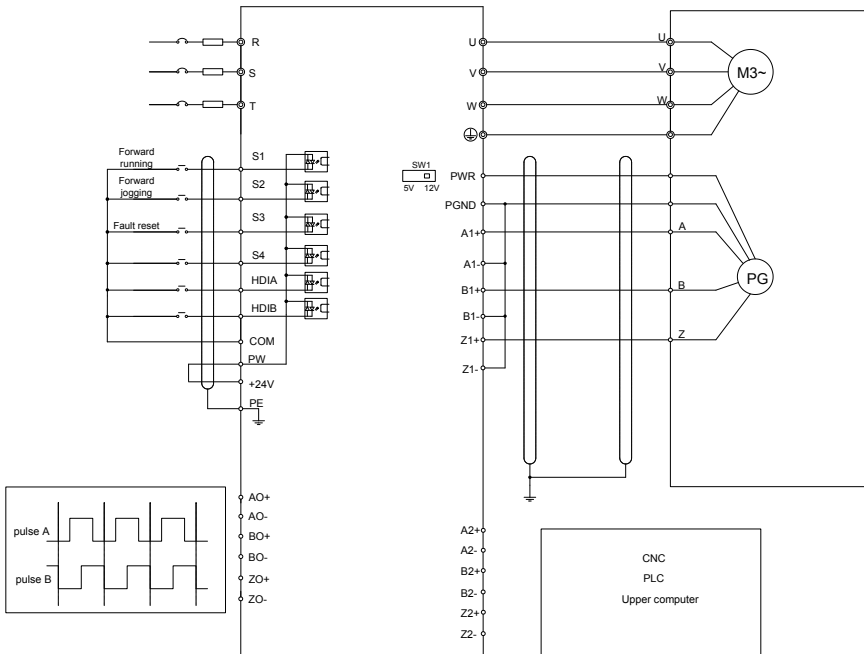 R
S
T
U
V
W
U
V
W
M3~
Forward
running
S1
Forward
jogging
S2
Fault reset
S3
S4
HDIA
HDIB
COM
PW
+24V
PE
SW1
5V 12V
PWR
PGND
A1+
A1-
B1+
B1-
Z1+
Z1-
A
B
Z
PG
pulse A
pulse B
AO+
AO-
BO+
BO-
ZO+
ZO-
A2+
A2-
B2+
B2-
Z2+
Z2-
CNC
PLC
Upper computer